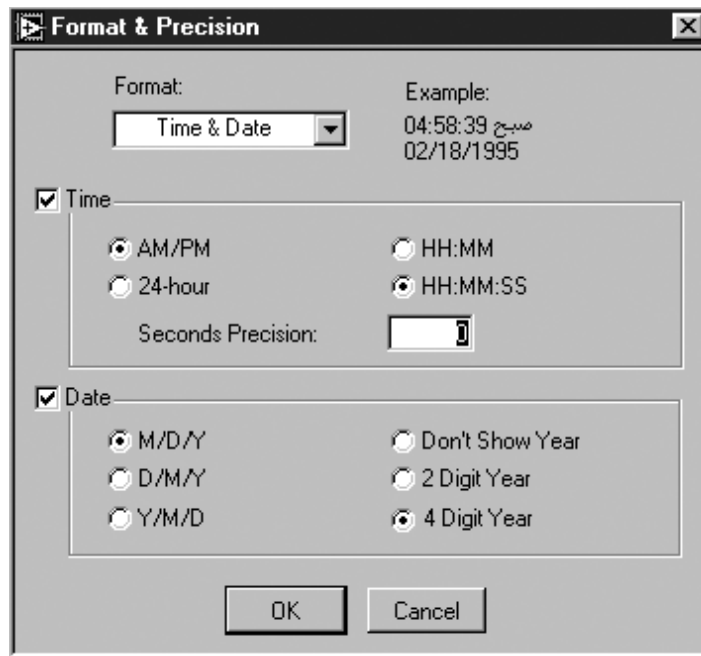 Format & Precision
Format:
Time & Date
Example:
04:58:39 صبح
02/18/1995
Time
AM/PM
HH:MM
24-hour
HH:MM:SS
Seconds Precision:
0
Date
M/D/Y
Don't Show Year
D/M/Y
2 Digit Year
Y/M/D
4 Digit Year
OK
Cancel